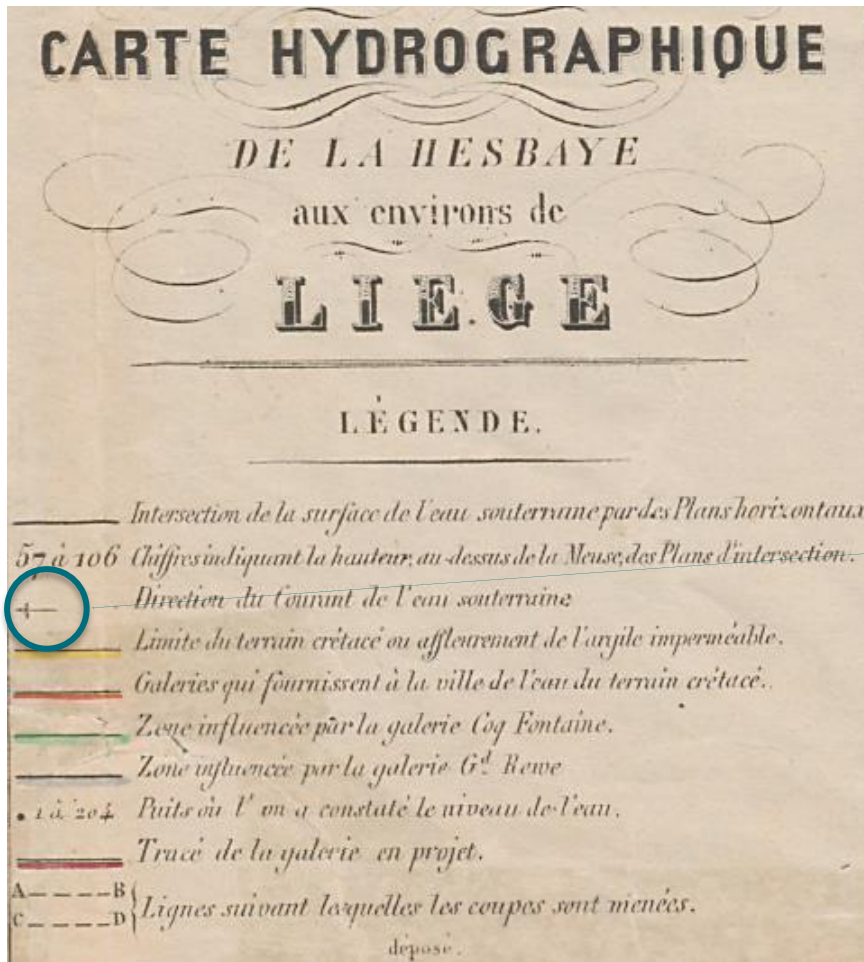 CARTE HYDROGRAPHIQUE
DE LA HESBAYE
aux environs de
LIEGE
LÉGENDE.
Intersection de la surface de l'eau souterraine par des Plans horizontaux
57 à 106 Chiffres indiquant la hauteur, au-dessus de la Meuse, des Plans d'intersection.
Direction du Courant de l'eau souterraine
Limite du terrain crétacé ou affleurement de l'argile imperméable.
Galeries qui fournissent à la ville de l'eau du terrain crétacé.
Zone influencée par la galerie Coq Fontaine.
Zone influencée par la galerie Gd. Rewe
1 à 204 Puits où l'on a constaté le niveau de l'eau.
Tracé de la galerie en projet.
A B
C D Lignes suivant lesquelles les coupes sont menées.
déposé.